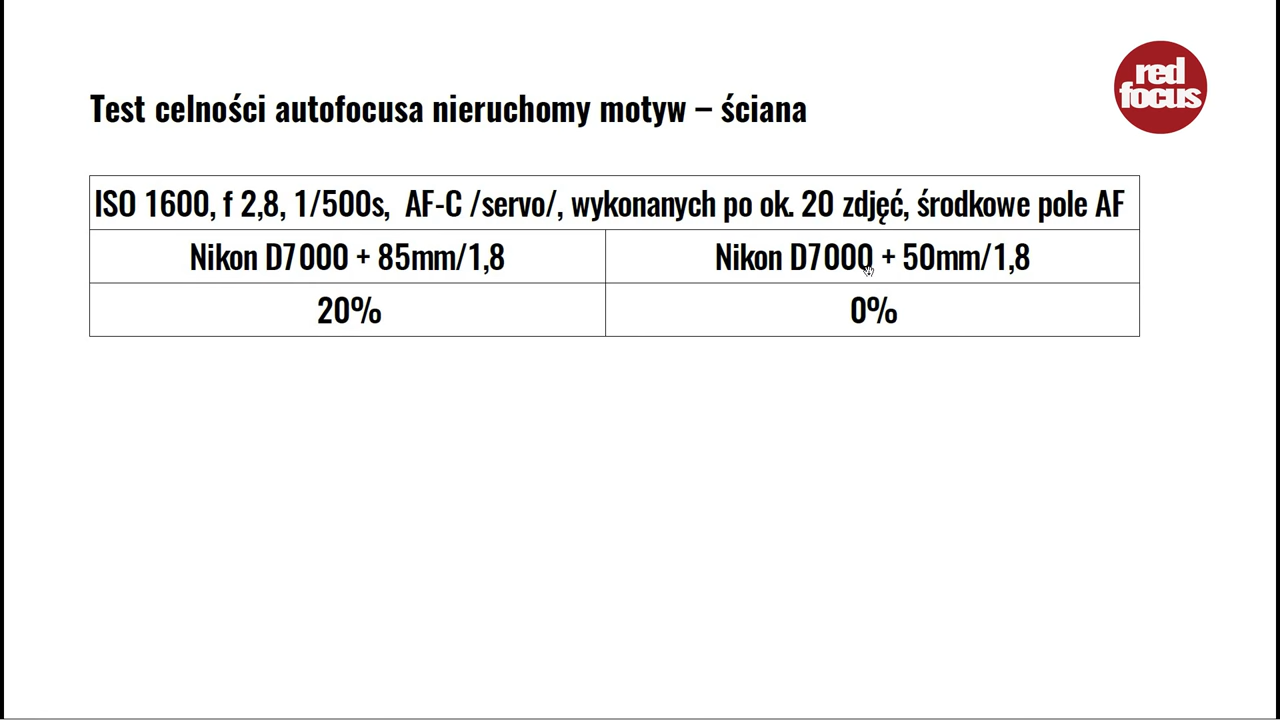 red
focus
Test celności autofocusa nieruchomy motyw – ściana
ISO 1600, f 2,8, 1/500s, AF-C /servo/, wykonanych po ok. 20 zdjęć, środkowe pole AF
Nikon D7000 + 85mm/1,8
Nikon D7000 + 50mm/1,8
20%
0%